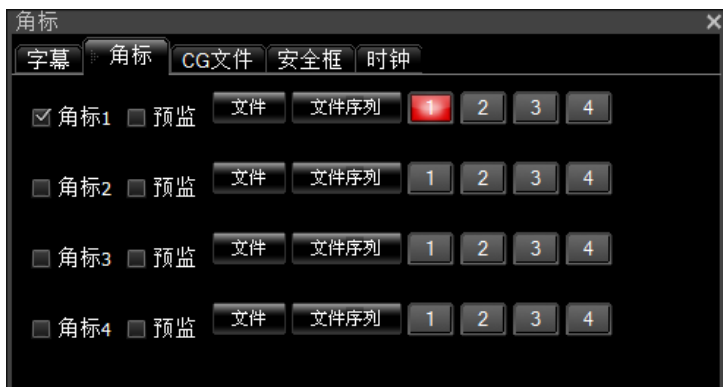 角标
字幕 角标 CG文件 安全框 时钟
角标1 预监 文件 文件序列 1 2 3 4
角标2 预监 文件 文件序列 1 2 3 4
角标3 预监 文件 文件序列 1 2 3 4
角标4 预监 文件 文件序列 1 2 3 4